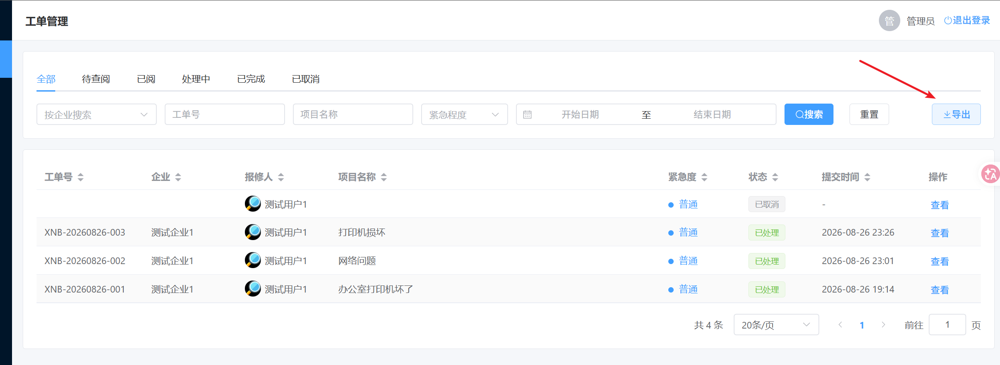 工单管理
管 管理员 退出登录
全部 待查阅 已阅 处理中 已完成 已取消
按企业搜索 工单号 项目名称 紧急程度 开始日期 至 结束日期 搜索 重置 导出
工单号 企业 报修人 项目名称 紧急度 状态 提交时间 操作
测试用户1 普通 已取消 - 查看
XNB-20260826-003 测试企业1 测试用户1 打印机损坏 普通 已处理 2026-08-26 23:26 查看
XNB-20260826-002 测试企业1 测试用户1 网络问题 普通 已处理 2026-08-26 23:01 查看
XNB-20260826-001 测试企业1 测试用户1 办公室打印机坏了 普通 已处理 2026-08-26 19:14 查看
共 4 条 20条/页 1 前往 1 页